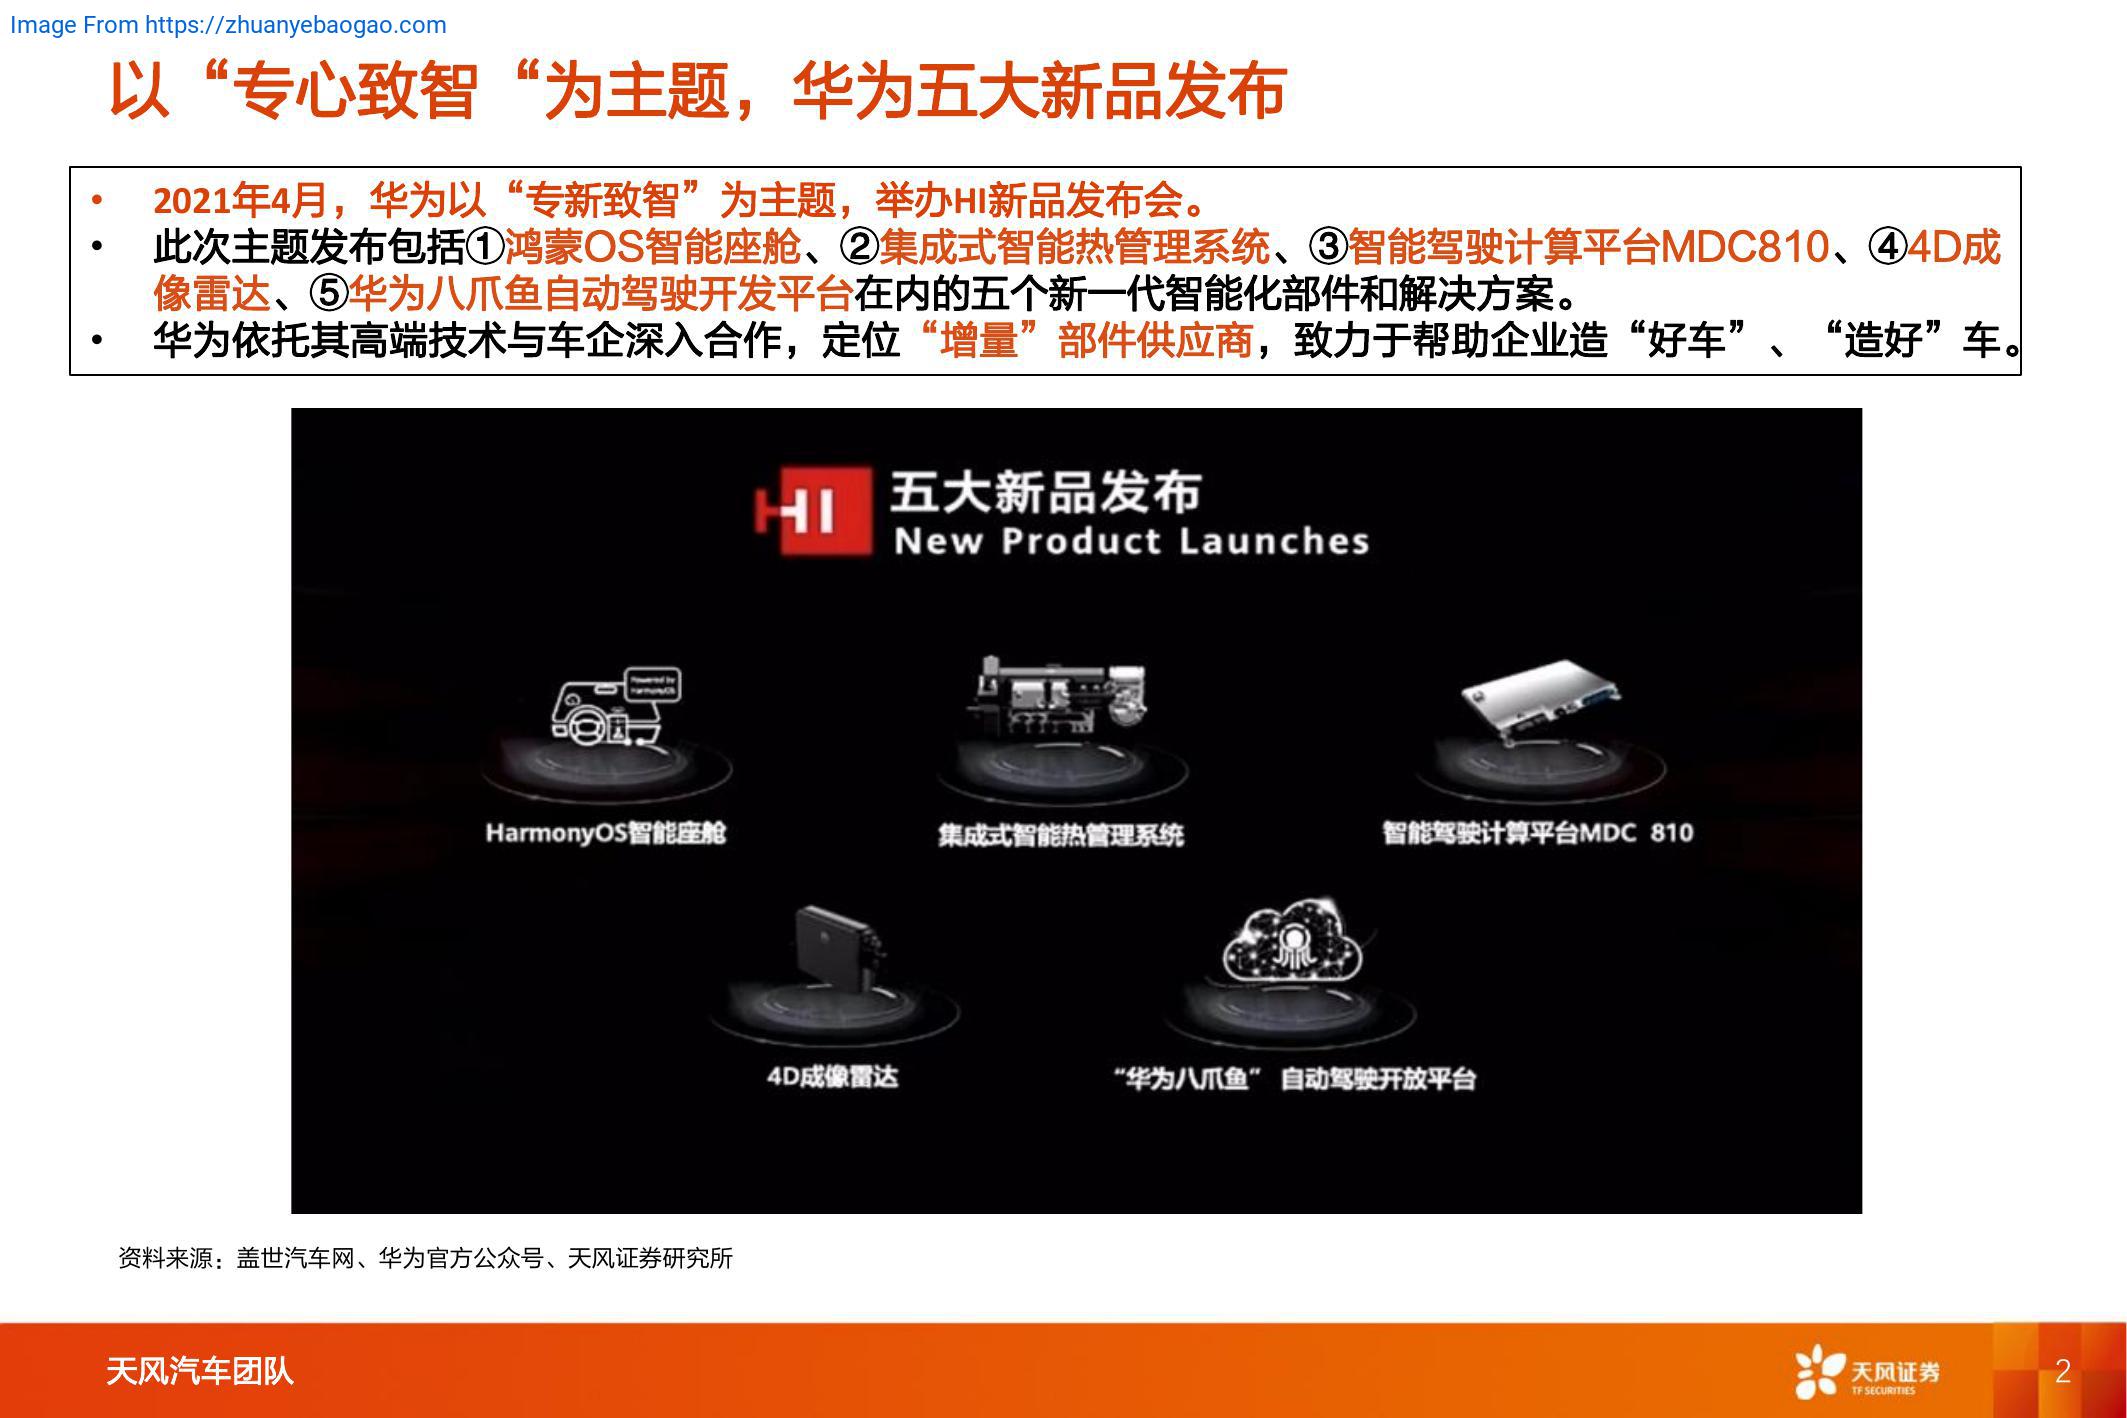 Image From https://zhuanyebaogao.com
以“专心致智“为主题，华为五大新品发布
• 2021年4月，华为以“专新致智”为主题，举办HI新品发布会。
• 此次主题发布包括①鸿蒙OS智能座舱、②集成式智能热管理系统、③智能驾驶计算平台MDC810、④4D成
像雷达、⑤华为八爪鱼自动驾驶开发平台在内的五个新一代智能化部件和解决方案。
• 华为依托其高端技术与车企深入合作，定位“增量”部件供应商，致力于帮助企业造“好车”、“造好”车。
HI 五大新品发布
New Product Launches
Powered by
HarmonyOS
HarmonyOS智能座舱
集成式智能热管理系统
智能驾驶计算平台MDC 810
4D成像雷达
“华为八爪鱼” 自动驾驶开放平台
资料来源：盖世汽车网、华为官方公众号、天风证券研究所
天风汽车团队
天风证券
TF SECURITIES
2